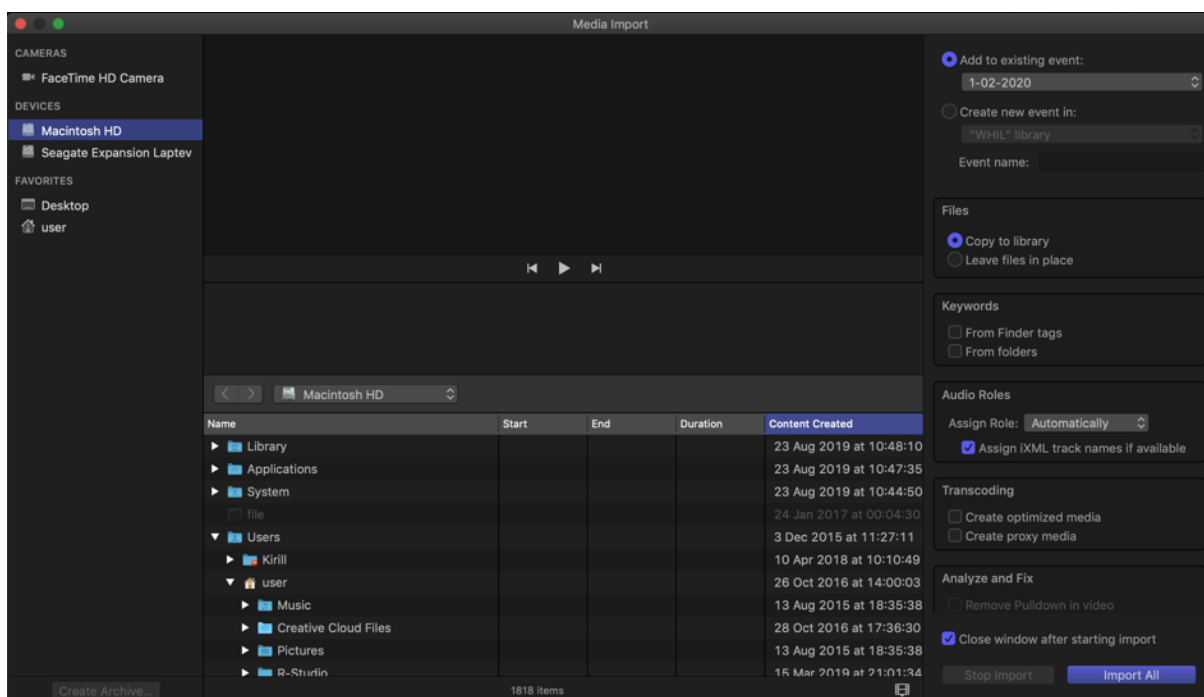 Media Import
CAMERAS
FaceTime HD Camera
DEVICES
Macintosh HD
Seagate Expansion Laptev
FAVORITES
Desktop
user
Create Archive...
Macintosh HD
Name Start End Duration Content Created
Library 23 Aug 2019 at 10:48:10
Applications 23 Aug 2019 at 10:47:35
System 23 Aug 2019 at 10:44:50
file 24 Jan 2017 at 00:04:30
Users 3 Dec 2015 at 11:27:11
Kirill 10 Apr 2018 at 10:10:49
user 26 Oct 2016 at 14:00:03
Music 13 Aug 2015 at 18:35:38
Creative Cloud Files 28 Oct 2016 at 17:36:30
Pictures 13 Aug 2015 at 18:35:38
R-Studio 15 Mar 2019 at 21:01:34
1818 items
Add to existing event:
1-02-2020
Create new event in:
"WHIL" library
Event name:
Files
Copy to library
Leave files in place
Keywords
From Finder tags
From folders
Audio Roles
Assign Role: Automatically
Assign iXML track names if available
Transcoding
Create optimized media
Create proxy media
Analyze and Fix
Remove Pulldown in video
Close window after starting import
Stop Import Import All